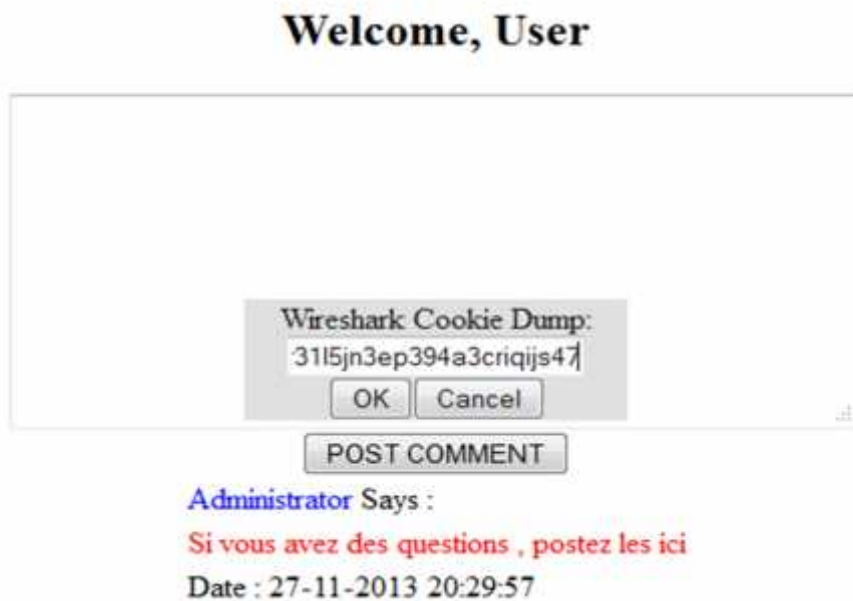 Welcome, User
Wireshark Cookie Dump:
31l5jn3ep394a3criqijs47
OK Cancel
POST COMMENT
Administrator Says :
Si vous avez des questions , postez les ici
Date : 27-11-2013 20:29:57